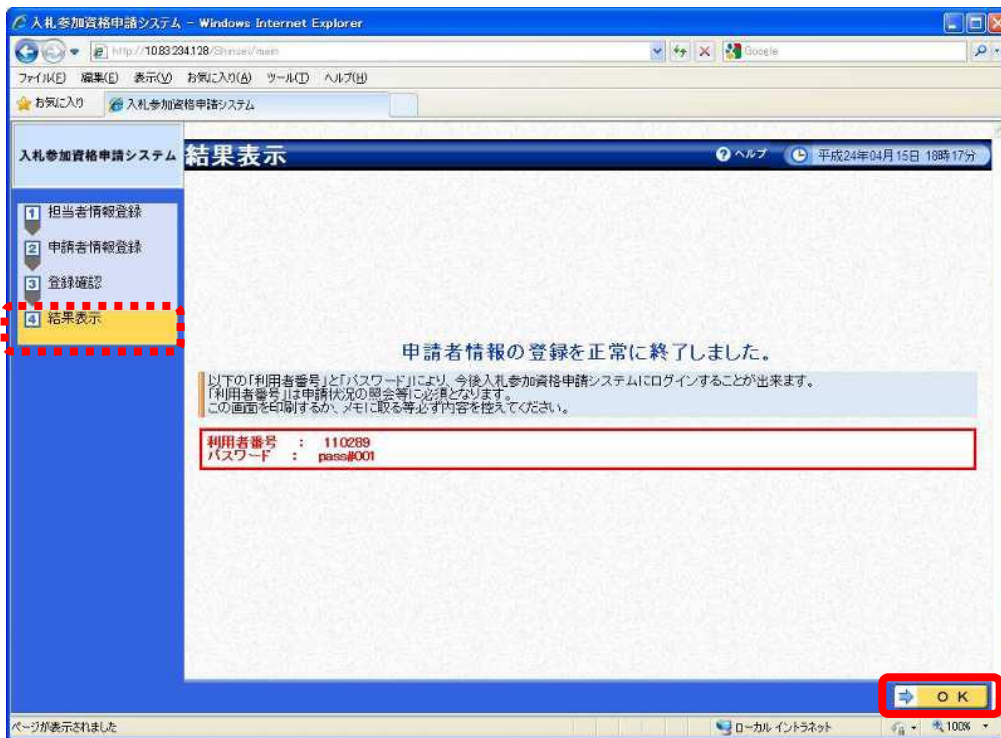 入札参加資格申請システム - Windows Internet Explorer
http://10.83.234.128/Shinsei/main
Google
ファイル(F) 編集(E) 表示(V) お気に入り(A) ツール(T) ヘルプ(H)
お気に入り 入札参加資格申請システム
入札参加資格申請システム
結果表示
ヘルプ
平成24年04月15日 18時17分
1 担当者情報登録
2 申請者情報登録
3 登録確認
4 結果表示
申請者情報の登録を正常に終了しました。
以下の「利用者番号」と「パスワード」により、今後入札参加資格申請システムにログインすることが出来ます。
「利用者番号」は申請状況の照会等に必須となります。
この画面を印刷するか、メモに取る等必ず内容を控えてください。
利用者番号 : 110289
パスワード : pass#001
OK
ページが表示されました
ローカル イントラネット
100%